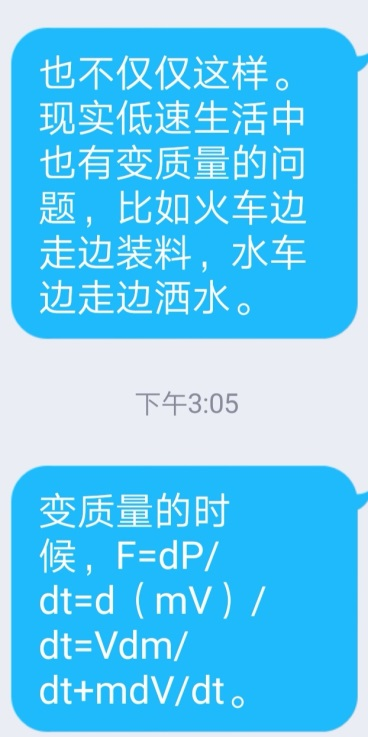 也不仅仅这样。
现实低速生活中
也有变质量的问
题，比如火车边
走边装料，水车
边走边洒水。
下午3:05
变质量的时
候，F=dP/
dt=d（mV）/
dt=Vdm/
dt+mdV/dt。